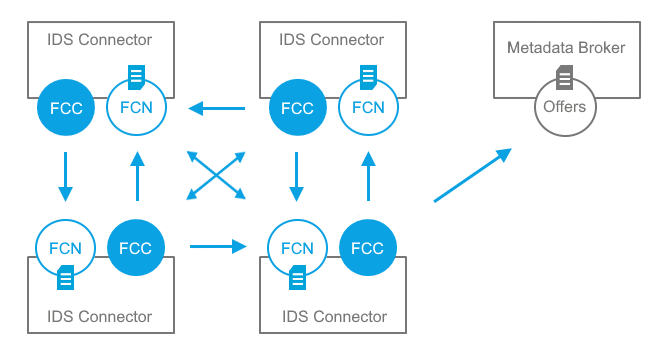 IDS Connector
FCC
FCN
IDS Connector
FCC
FCN
Metadata Broker
Offers
FCN
FCC
IDS Connector
FCN
FCC
IDS Connector